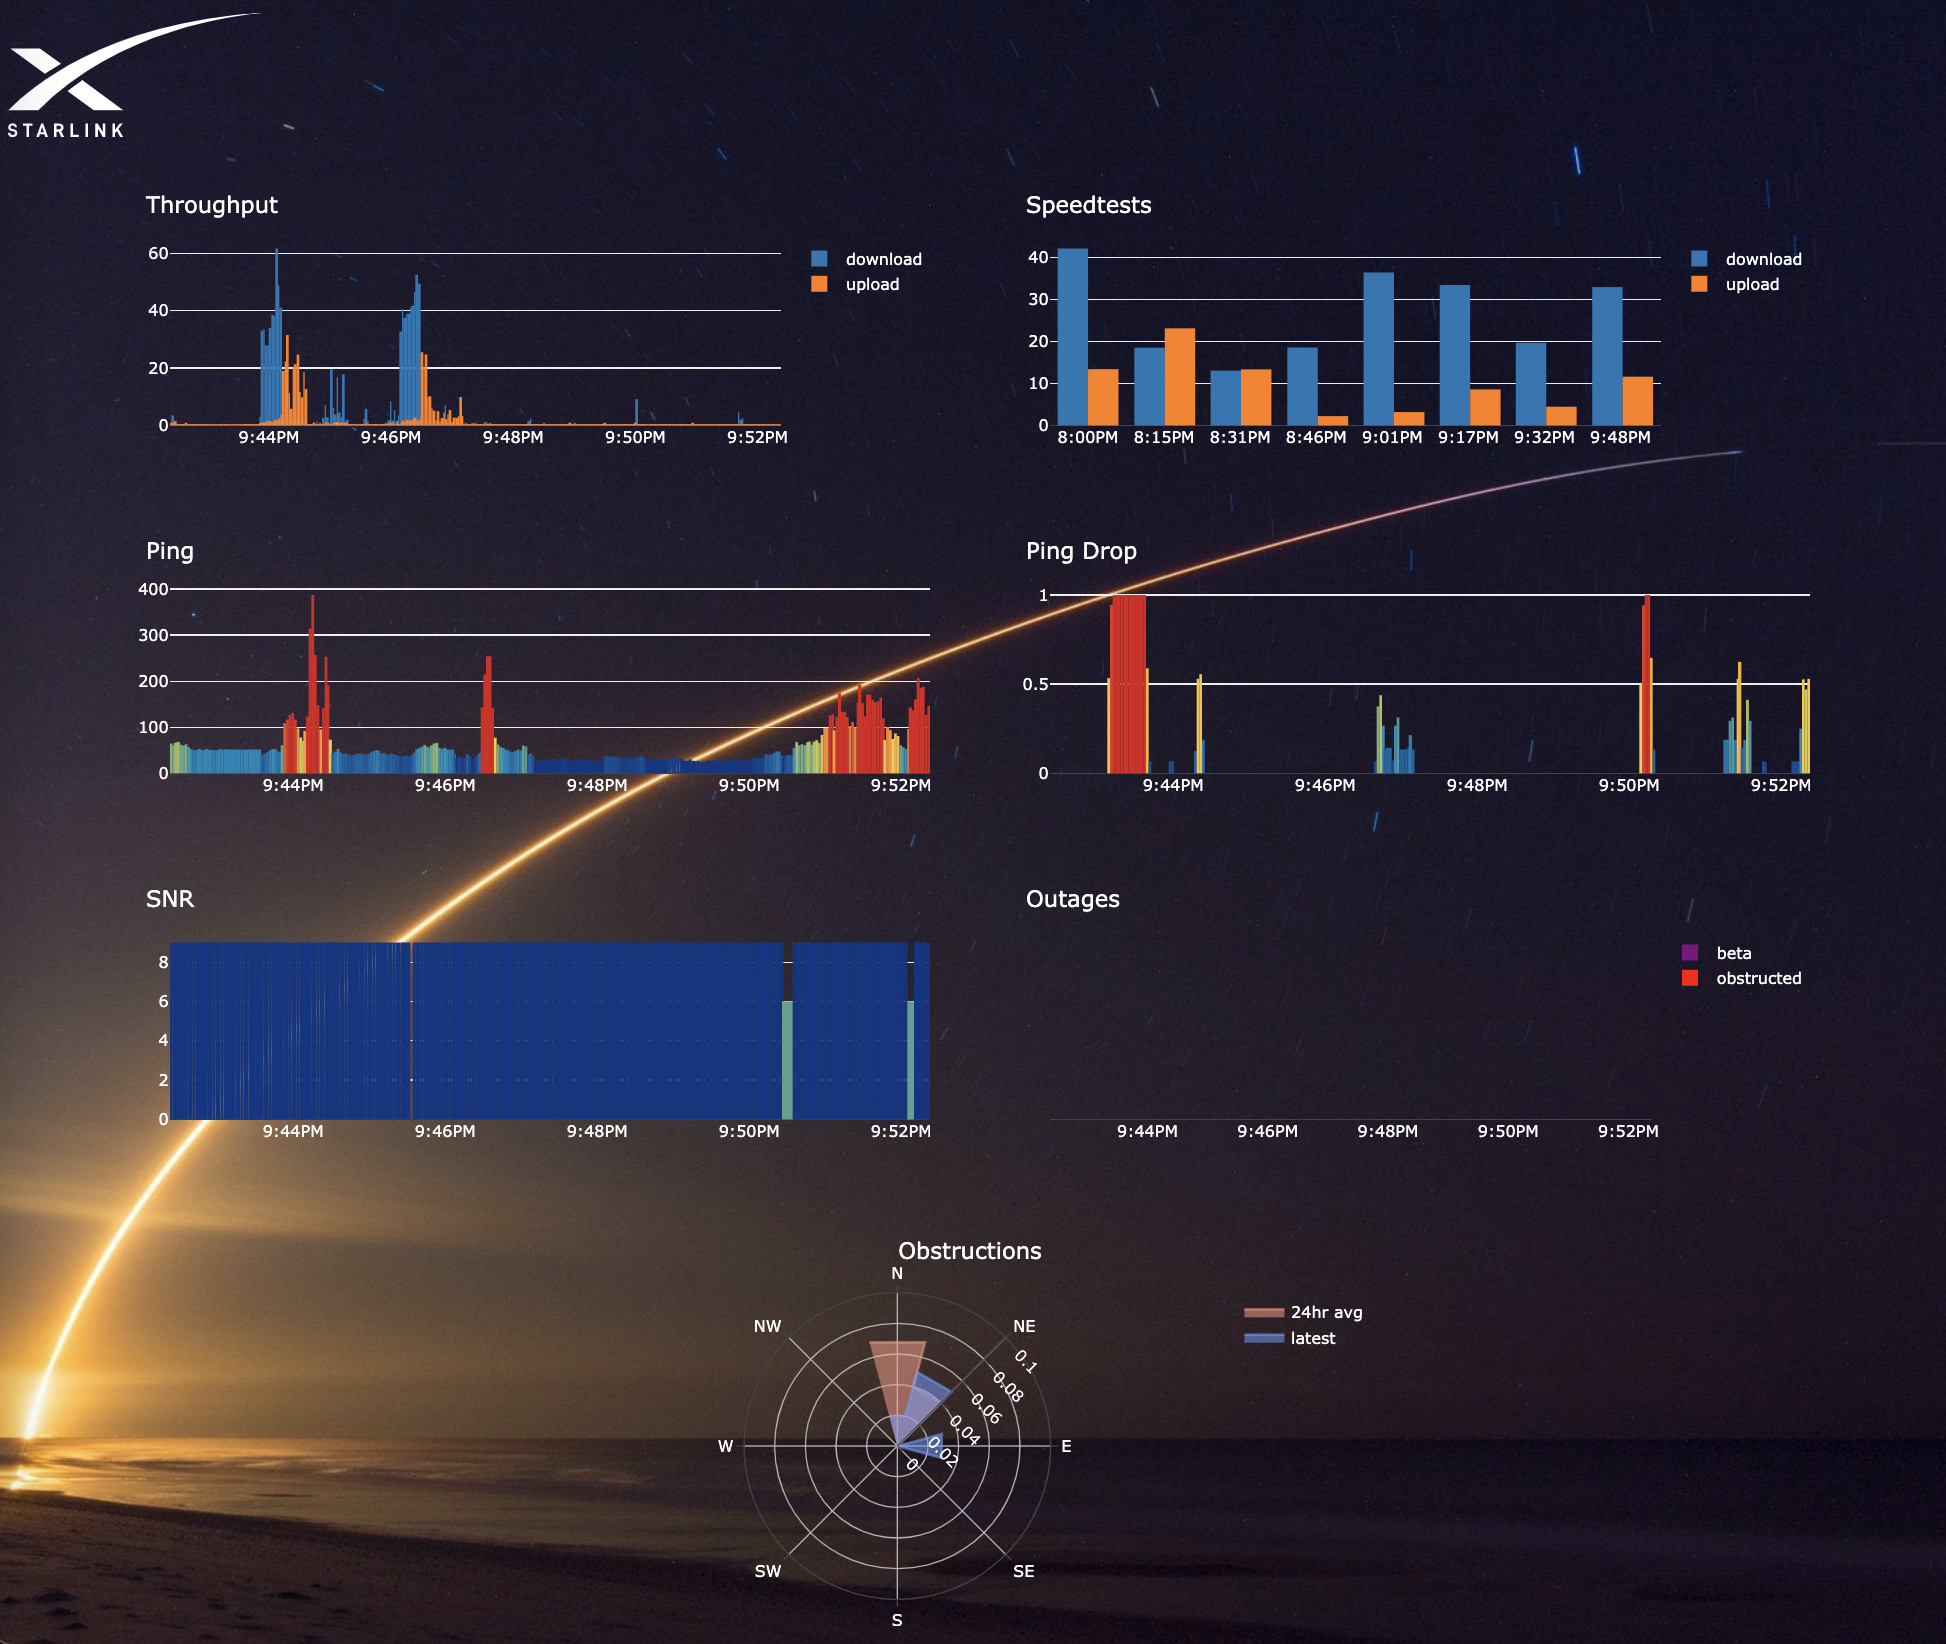 STARLINK
Throughput
60
40
20
0
9:44PM 9:46PM 9:48PM 9:50PM 9:52PM
download
upload
Speedtests
40
30
20
10
0
8:00PM 8:15PM 8:31PM 8:46PM 9:01PM 9:17PM 9:32PM 9:48PM
download
upload
Ping
400
300
200
100
0
9:44PM 9:46PM 9:48PM 9:50PM 9:52PM
Ping Drop
1
0.5
0
9:44PM 9:46PM 9:48PM 9:50PM 9:52PM
SNR
8
6
4
2
0
9:44PM 9:46PM 9:48PM 9:50PM 9:52PM
Outages
beta
obstructed
9:44PM 9:46PM 9:48PM 9:50PM 9:52PM
Obstructions
N
NW
NE
0.1
0.08
0.06
0.04
0.02
0
W
E
SW
SE
S
24hr avg
latest